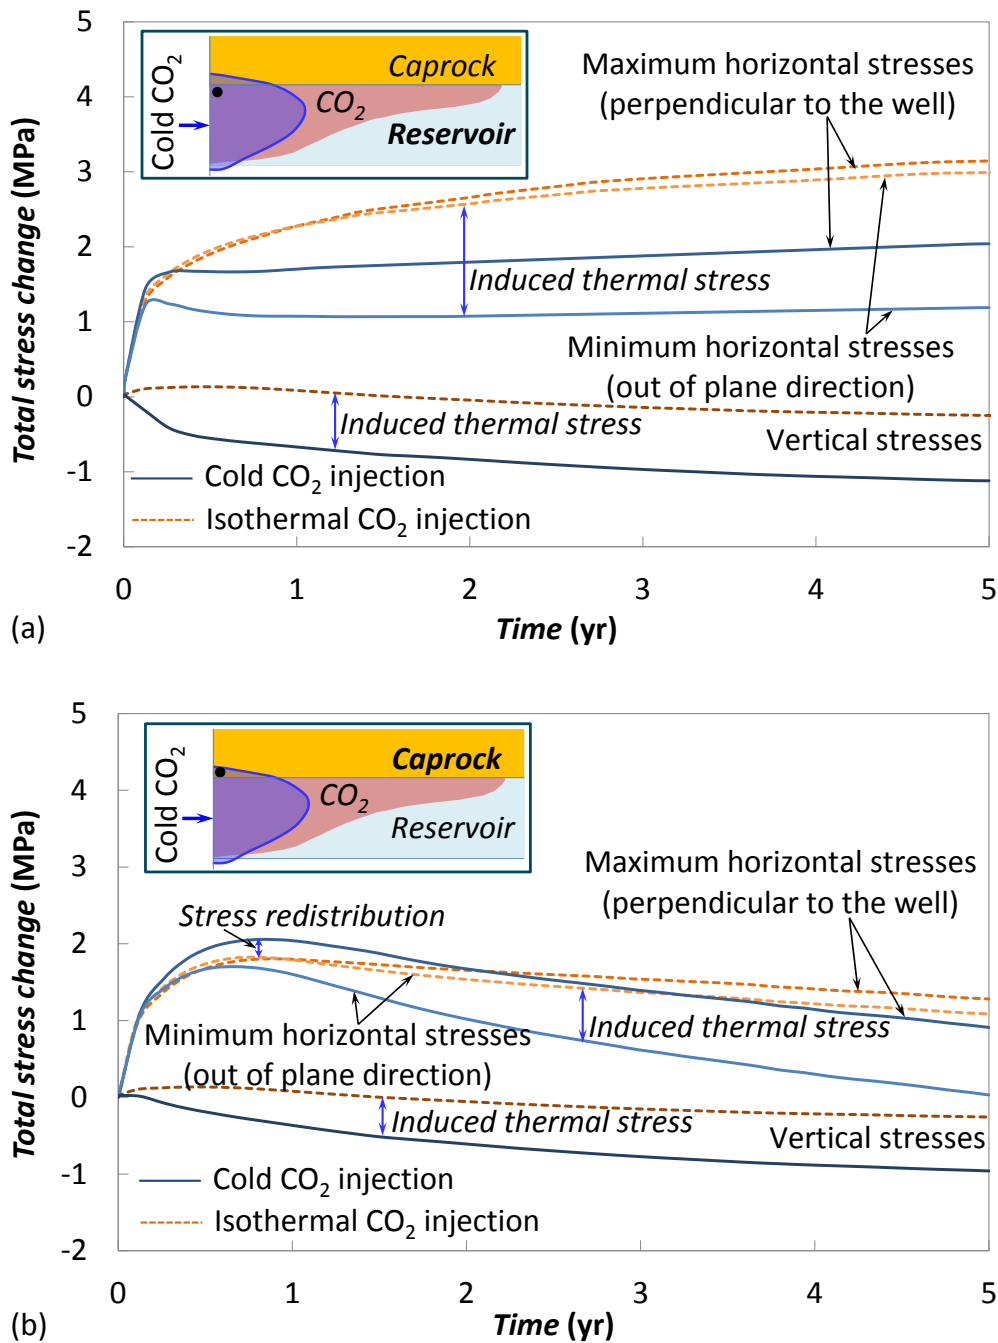 5
4
3
2
1
0
-1
-2
Total stress change (MPa)
Cold CO2
Caprock
CO2
Reservoir
Maximum horizontal stresses
(perpendicular to the well)
Induced thermal stress
Minimum horizontal stresses
(out of plane direction)
Induced thermal stress
Vertical stresses
Cold CO2 injection
Isothermal CO2 injection
0 1 2 3 4 5
Time (yr)
(a)
5
4
3
2
1
0
-1
-2
Total stress change (MPa)
Cold CO2
Caprock
CO2
Reservoir
Maximum horizontal stresses
(perpendicular to the well)
Stress redistribution
Minimum horizontal stresses
(out of plane direction)
Induced thermal stress
Induced thermal stress
Vertical stresses
Cold CO2 injection
Isothermal CO2 injection
0 1 2 3 4 5
Time (yr)
(b)